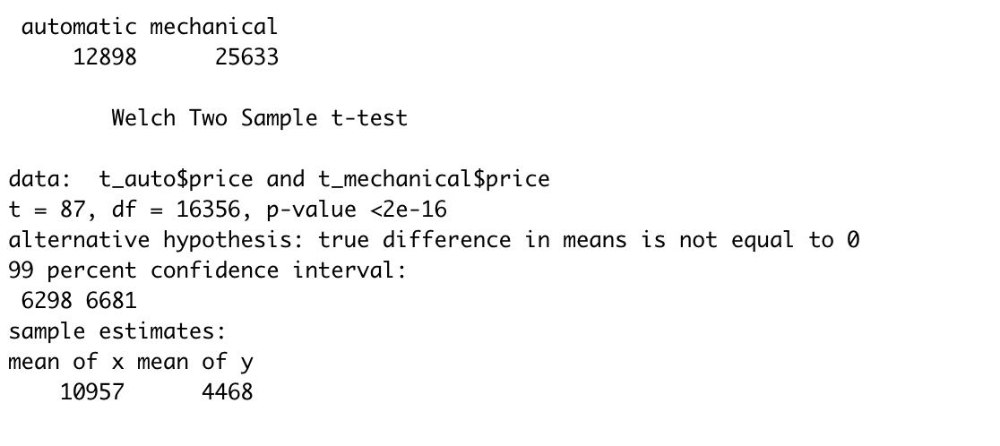 automatic mechanical
12898 25633
Welch Two Sample t-test
data: t_auto$price and t_mechanical$price
t = 87, df = 16356, p-value <2e-16
alternative hypothesis: true difference in means is not equal to 0
99 percent confidence interval:
6298 6681
sample estimates:
mean of x mean of y
10957 4468